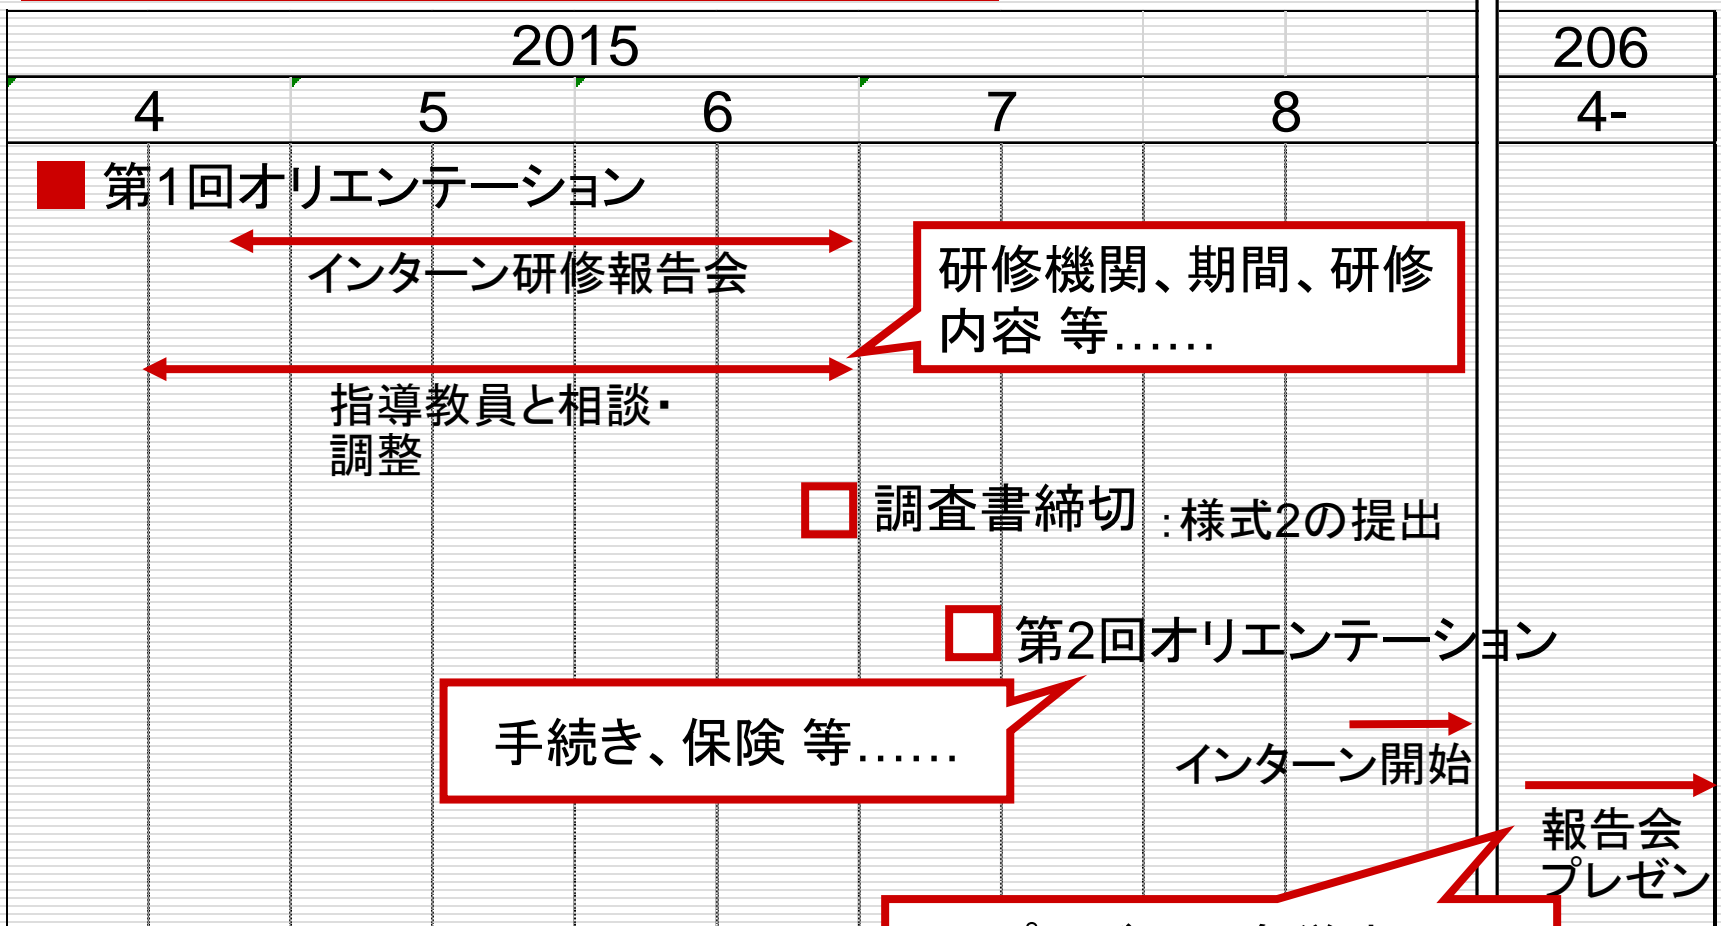 2015
206
4
5
6
7
8
4-
第1回オリエンテーション
インターン研修報告会
研修機関、期間、研修
内容 等……
指導教員と相談・
調整
調査書締切
:様式2の提出
第2回オリエンテーション
手続き、保険 等……
インターン開始
報告会
プレゼン